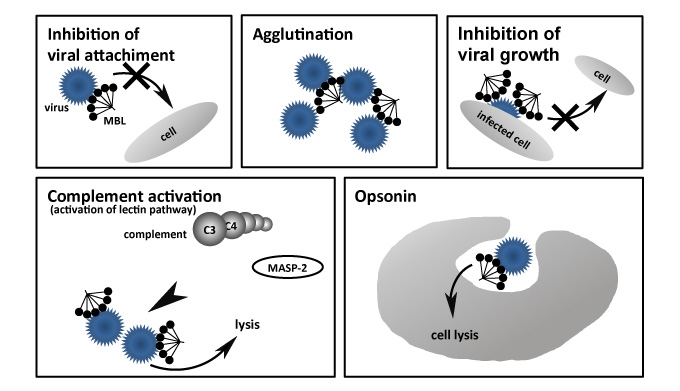 Inhibition of
viral attachiment
virus
MBL
cell
Agglutination
Inhibition of
viral growth
cell
infected cell
Complement activation
(activation of lectin pathway)
complement
C3
C4
MASP-2
lysis
Opsonin
cell lysis